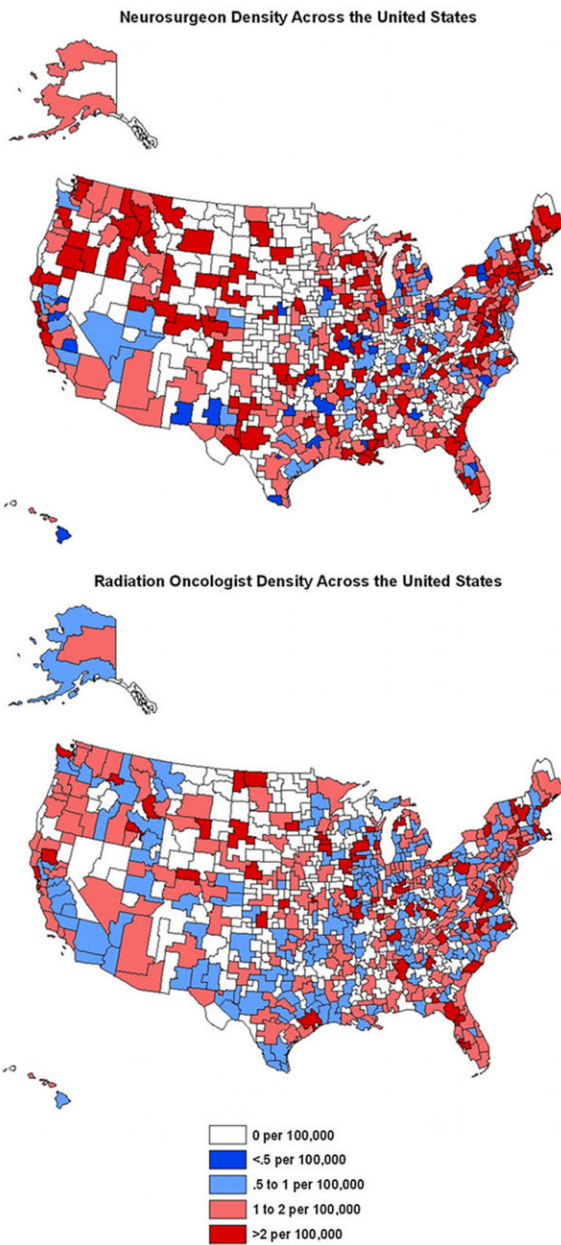 Neurosurgeon Density Across the United States
Radiation Oncologist Density Across the United States
0 per 100,000
<.5 per 100,000
.5 to 1 per 100,000
1 to 2 per 100,000
>2 per 100,000